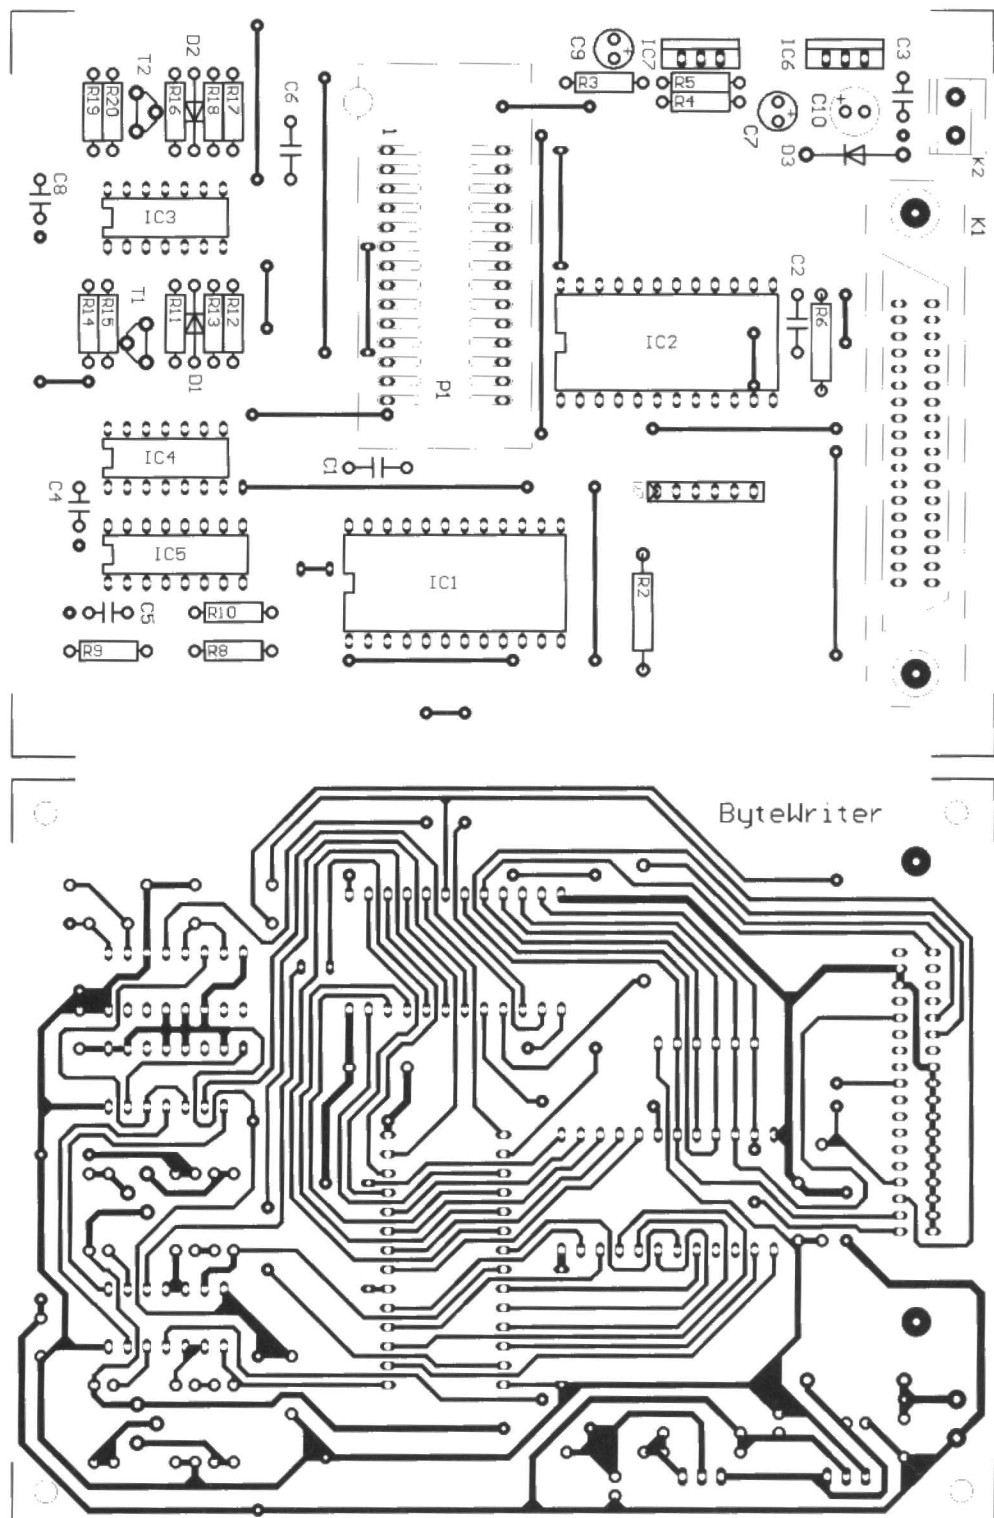 C9
IC7
IC6
C3
D2
T2
R19
R20
R16
R18
R17
C6
R3
R5
R4
C7
C10
D3
K2
1
C8
IC3
K1
T1
R14
R15
R11
R13
R12
D1
C2
R6
IC2
P1
IC4
C1
C4
IC5
IC1
R2
C5
R10
R9
R8
ByteWriter